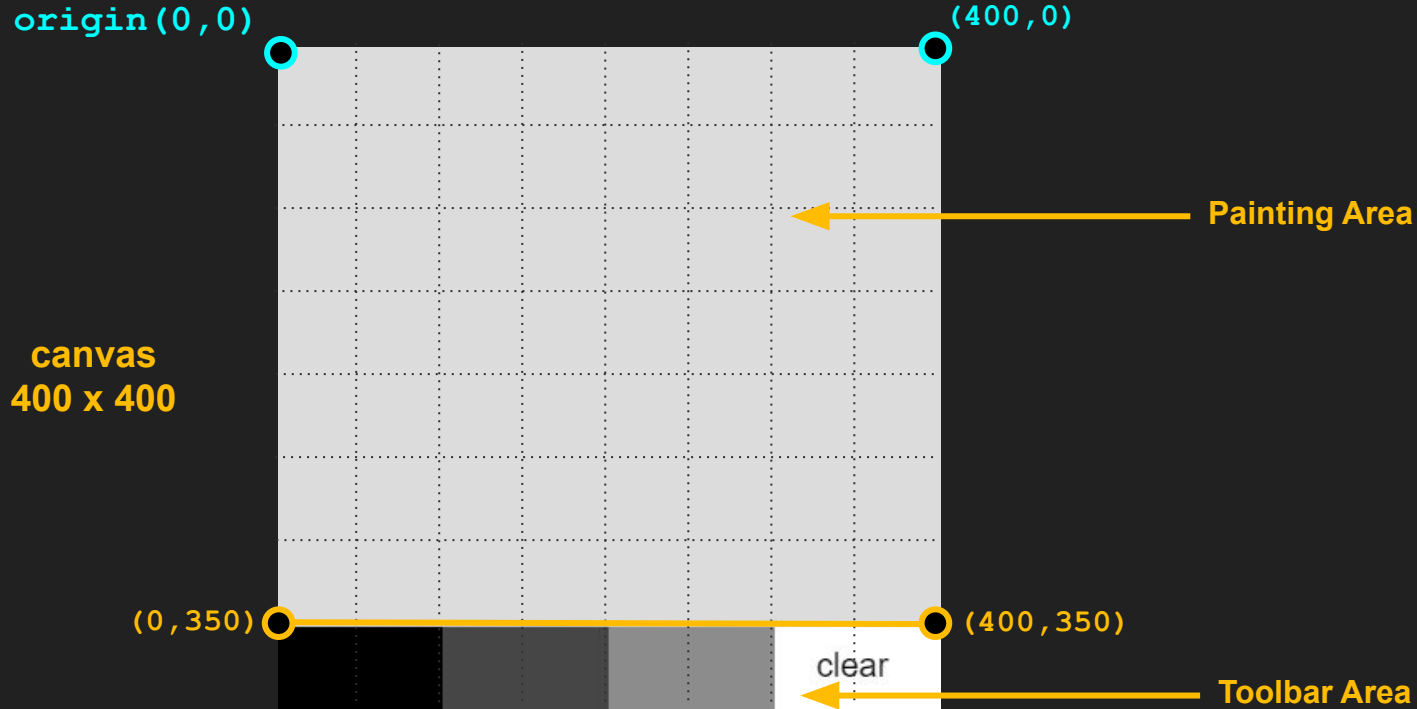 origin(0,0)
(400,0)
Painting Area
canvas
400 x 400
(0,350)
(400,350)
clear
Toolbar Area